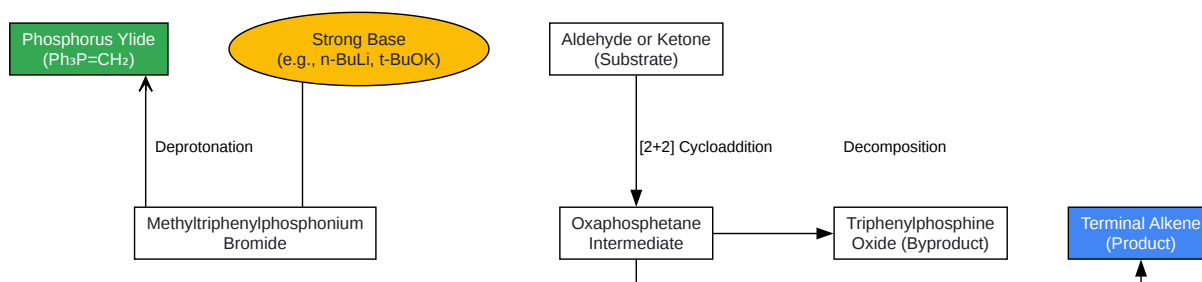 Phosphorus Ylide
(Ph₃P=CH₂)
Strong Base
(e.g., n-BuLi, t-BuOK)
Aldehyde or Ketone
(Substrate)
Deprotonation
[2+2] Cycloaddition
Decomposition
Methyltriphenylphosphonium
Bromide
Oxaphosphetane
Intermediate
Triphenylphosphine
Oxide (Byproduct)
Terminal Alkene
(Product)